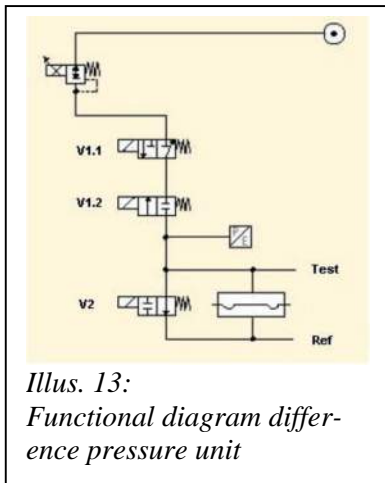 V1.1
V1.2
P
E
Test
V2
Ref
Illus. 13:
Functional diagram differ-
ence pressure unit